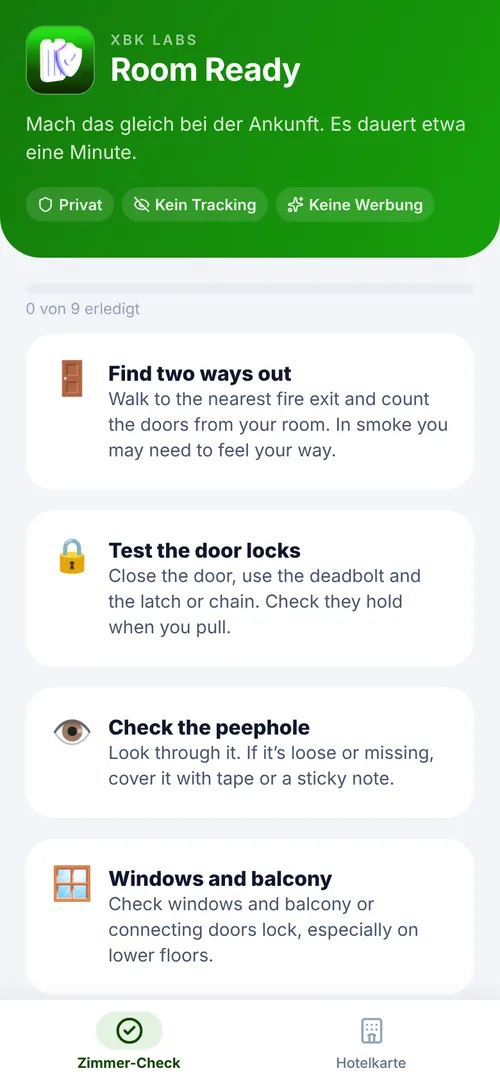 XBK LABS
Room Ready
Mach das gleich bei der Ankunft. Es dauert etwa
eine Minute.
Privat
Kein Tracking
Keine Werbung
0 von 9 erledigt
Find two ways out
Walk to the nearest fire exit and count
the doors from your room. In smoke you
may need to feel your way.
Test the door locks
Close the door, use the deadbolt and
the latch or chain. Check they hold
when you pull.
Check the peephole
Look through it. If it’s loose or missing,
cover it with tape or a sticky note.
Windows and balcony
Check windows and balcony or
connecting doors lock, especially on
lower floors.
Zimmer-Check
Hotelkarte